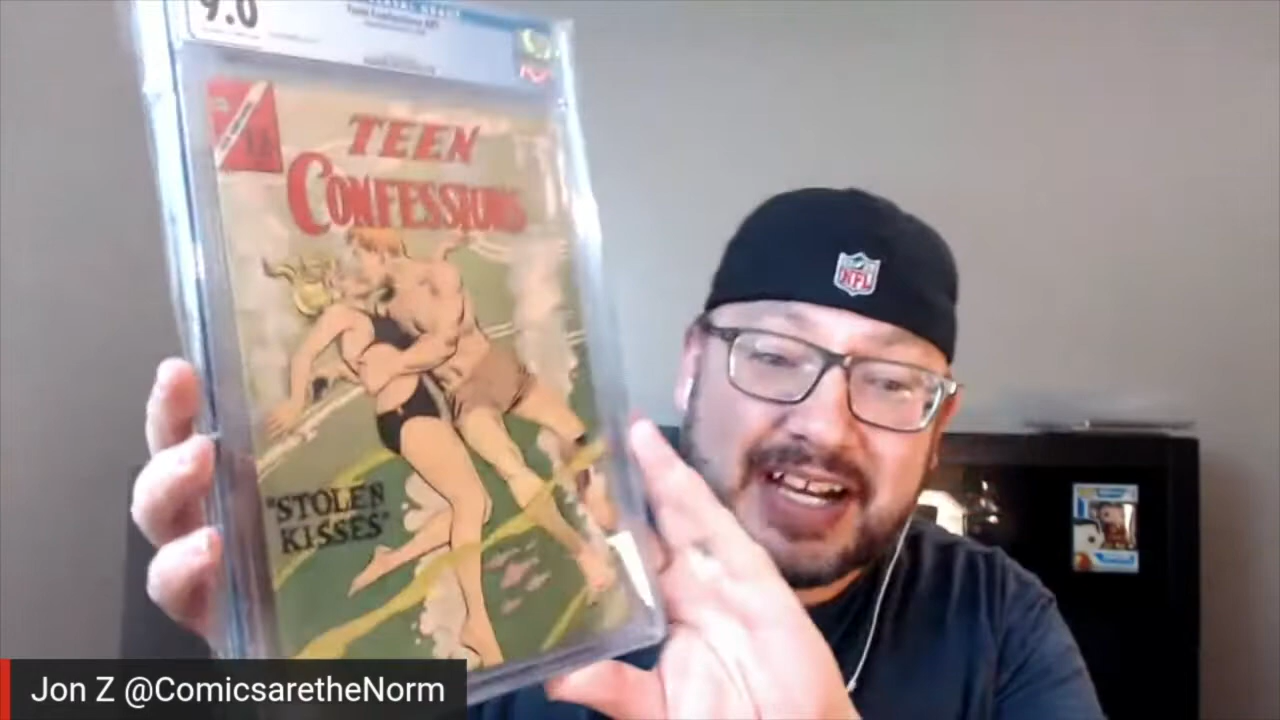 9.0
TEEN
CONFESSIONS
"STOLEN
KISSES"
NFL
Jon Z @ComicsaretheNorm